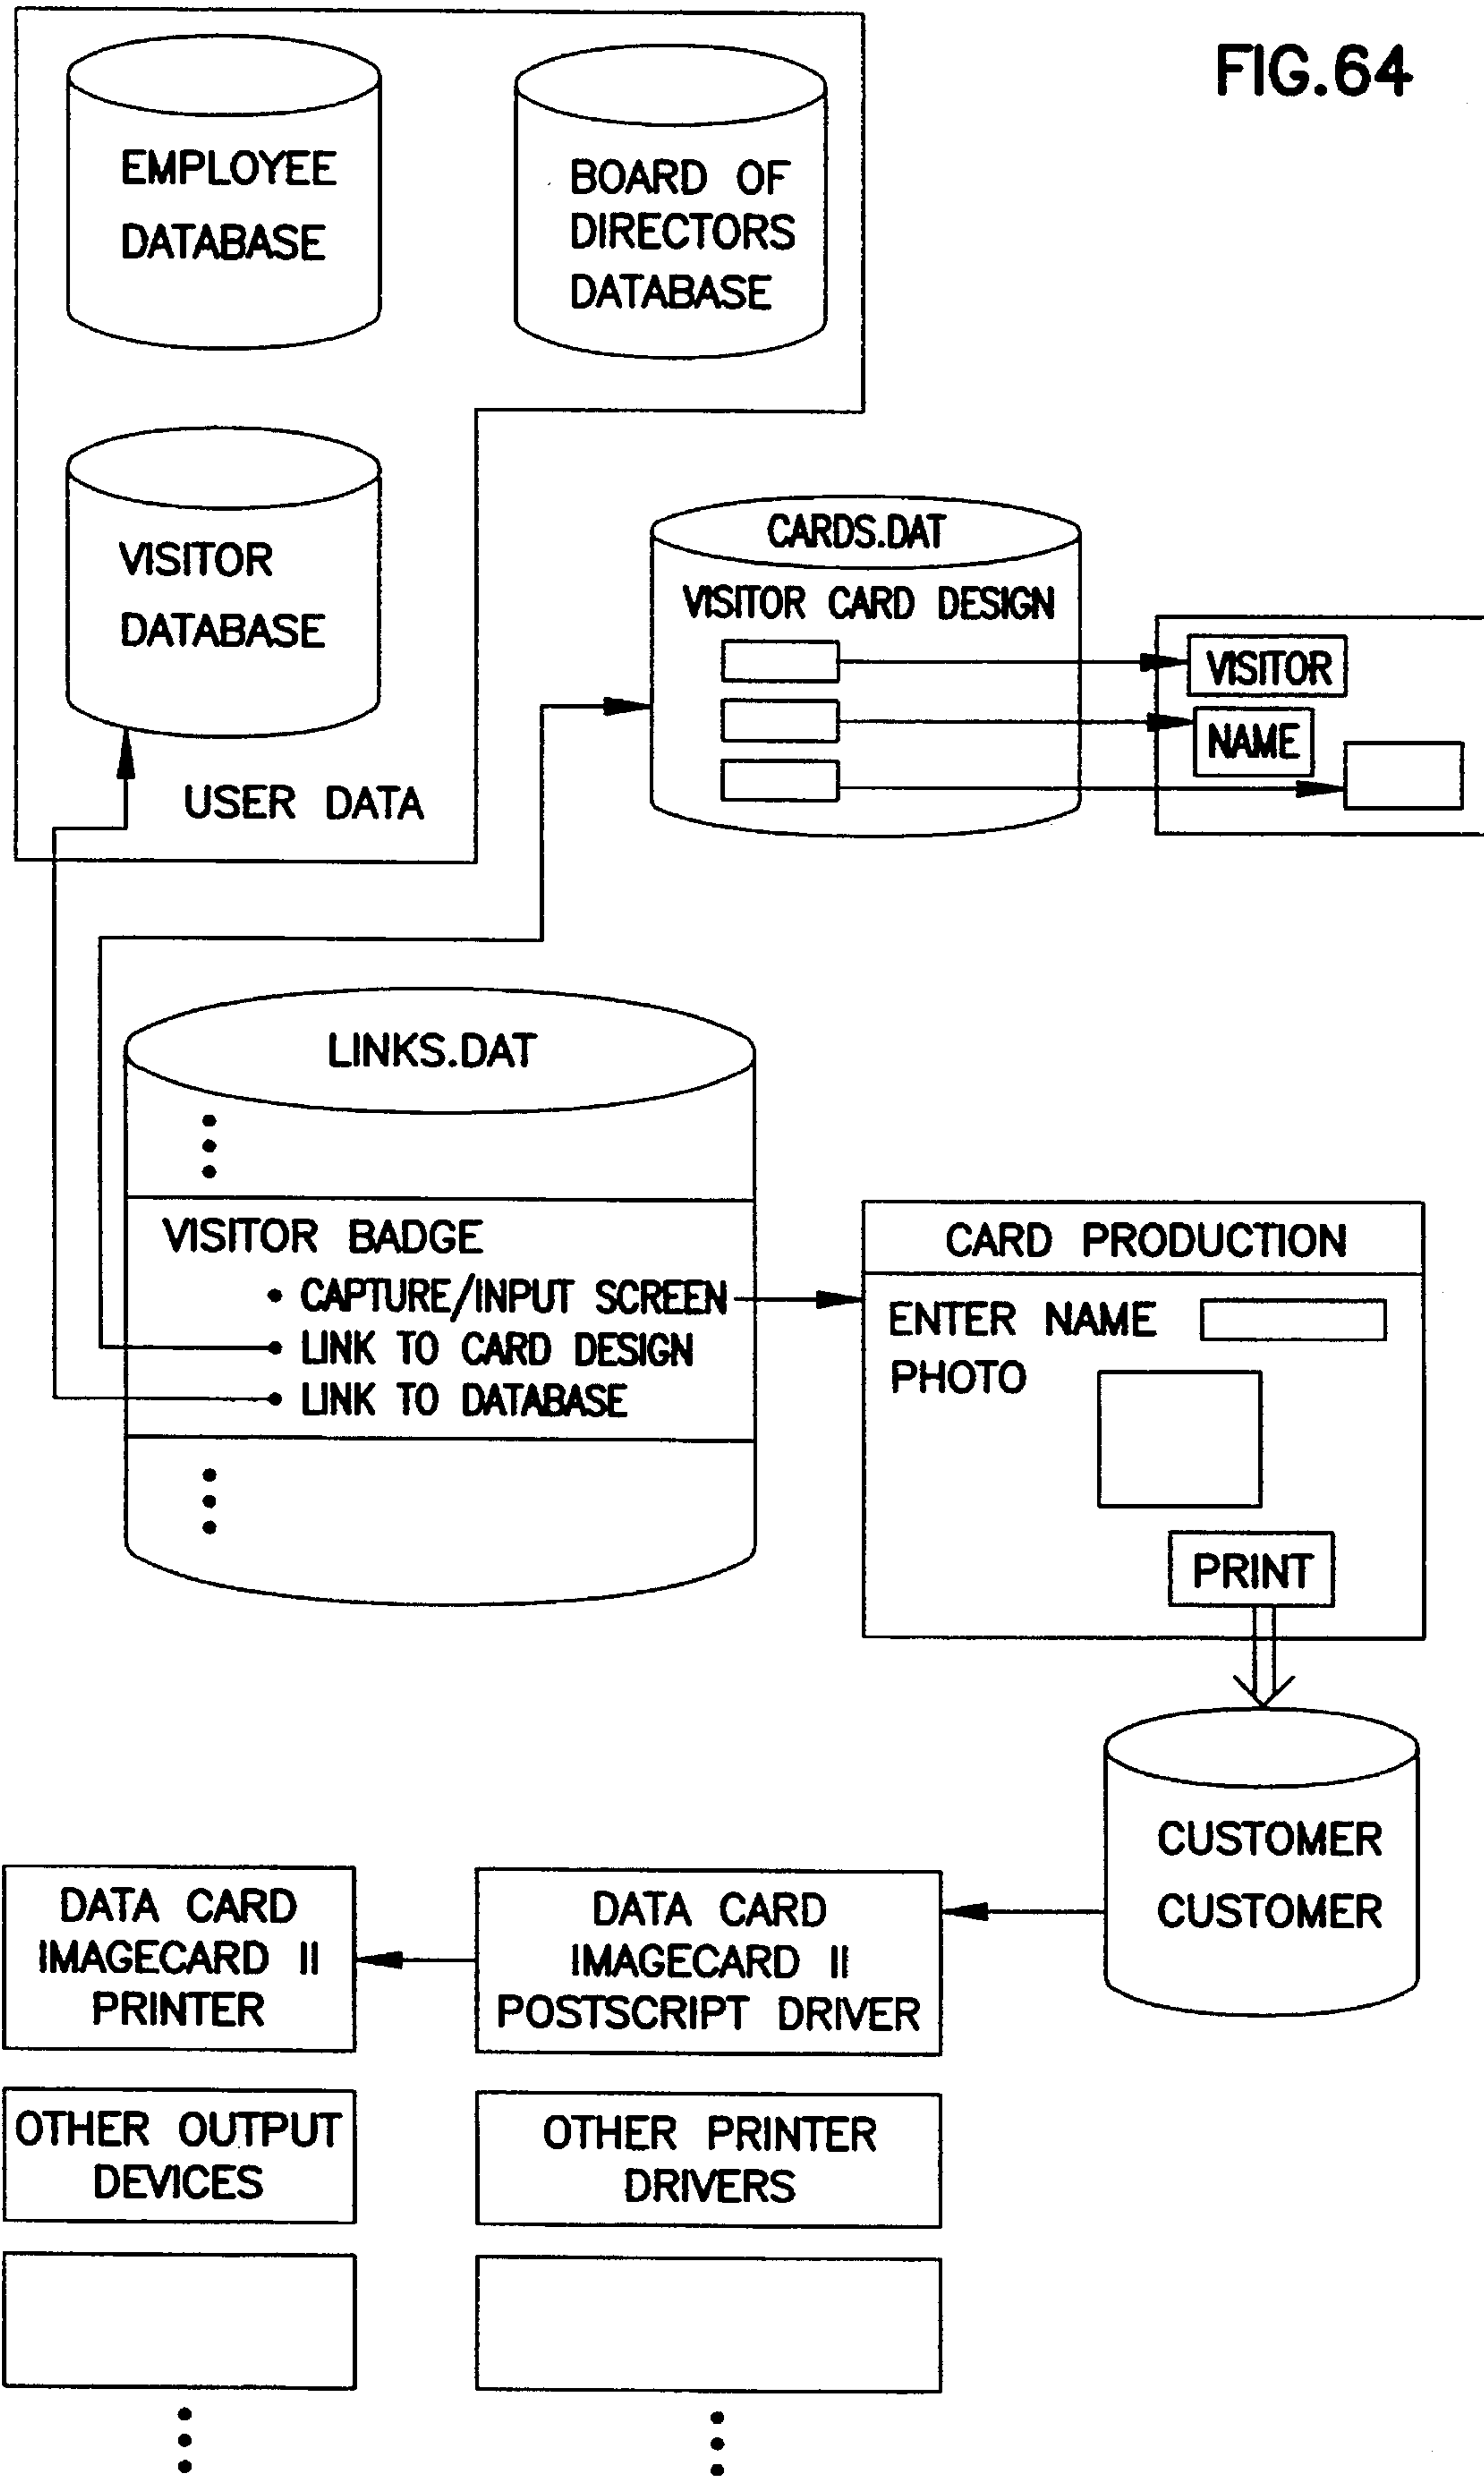 FIG.64
EMPLOYEE
DATABASE
BOARD OF
DIRECTORS
DATABASE
VISITOR
DATABASE
USER DATA
CARDS.DAT
VISITOR CARD DESIGN
VISITOR
NAME
LINKS.DAT
VISITOR BADGE
• CAPTURE/INPUT SCREEN
• LINK TO CARD DESIGN
• LINK TO DATABASE
CARD PRODUCTION
ENTER NAME
PHOTO
PRINT
CUSTOMER
CUSTOMER
DATA CARD
IMAGECARD II
PRINTER
DATA CARD
IMAGECARD II
POSTSCRIPT DRIVER
OTHER OUTPUT
DEVICES
OTHER PRINTER
DRIVERS